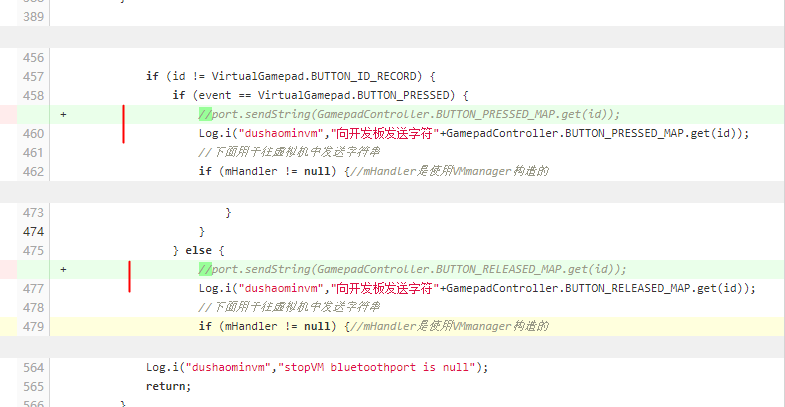 388 }
389
456
457 if (id != VirtualGamepad.BUTTON_ID_RECORD) {
458 if (event == VirtualGamepad.BUTTON_PRESSED) {
+ //port.sendString(GamepadController.BUTTON_PRESSED_MAP.get(id));
460 Log.i("dushaominvm","向开发板发送字符"+GamepadController.BUTTON_PRESSED_MAP.get(id));
461 //下面用于往虚拟机中发送字符串
462 if (mHandler != null) {//mHandler是使用VMmanager构造的
473 }
474 }
475 } else {
+ //port.sendString(GamepadController.BUTTON_RELEASED_MAP.get(id));
477 Log.i("dushaominvm","向开发板发送字符"+GamepadController.BUTTON_RELEASED_MAP.get(id));
478 //下面用于往虚拟机中发送字符串
479 if (mHandler != null) {//mHandler是使用VMmanager构造的
564 Log.i("dushaominvm","stopVM bluetoothport is null");
565 return;
566 }